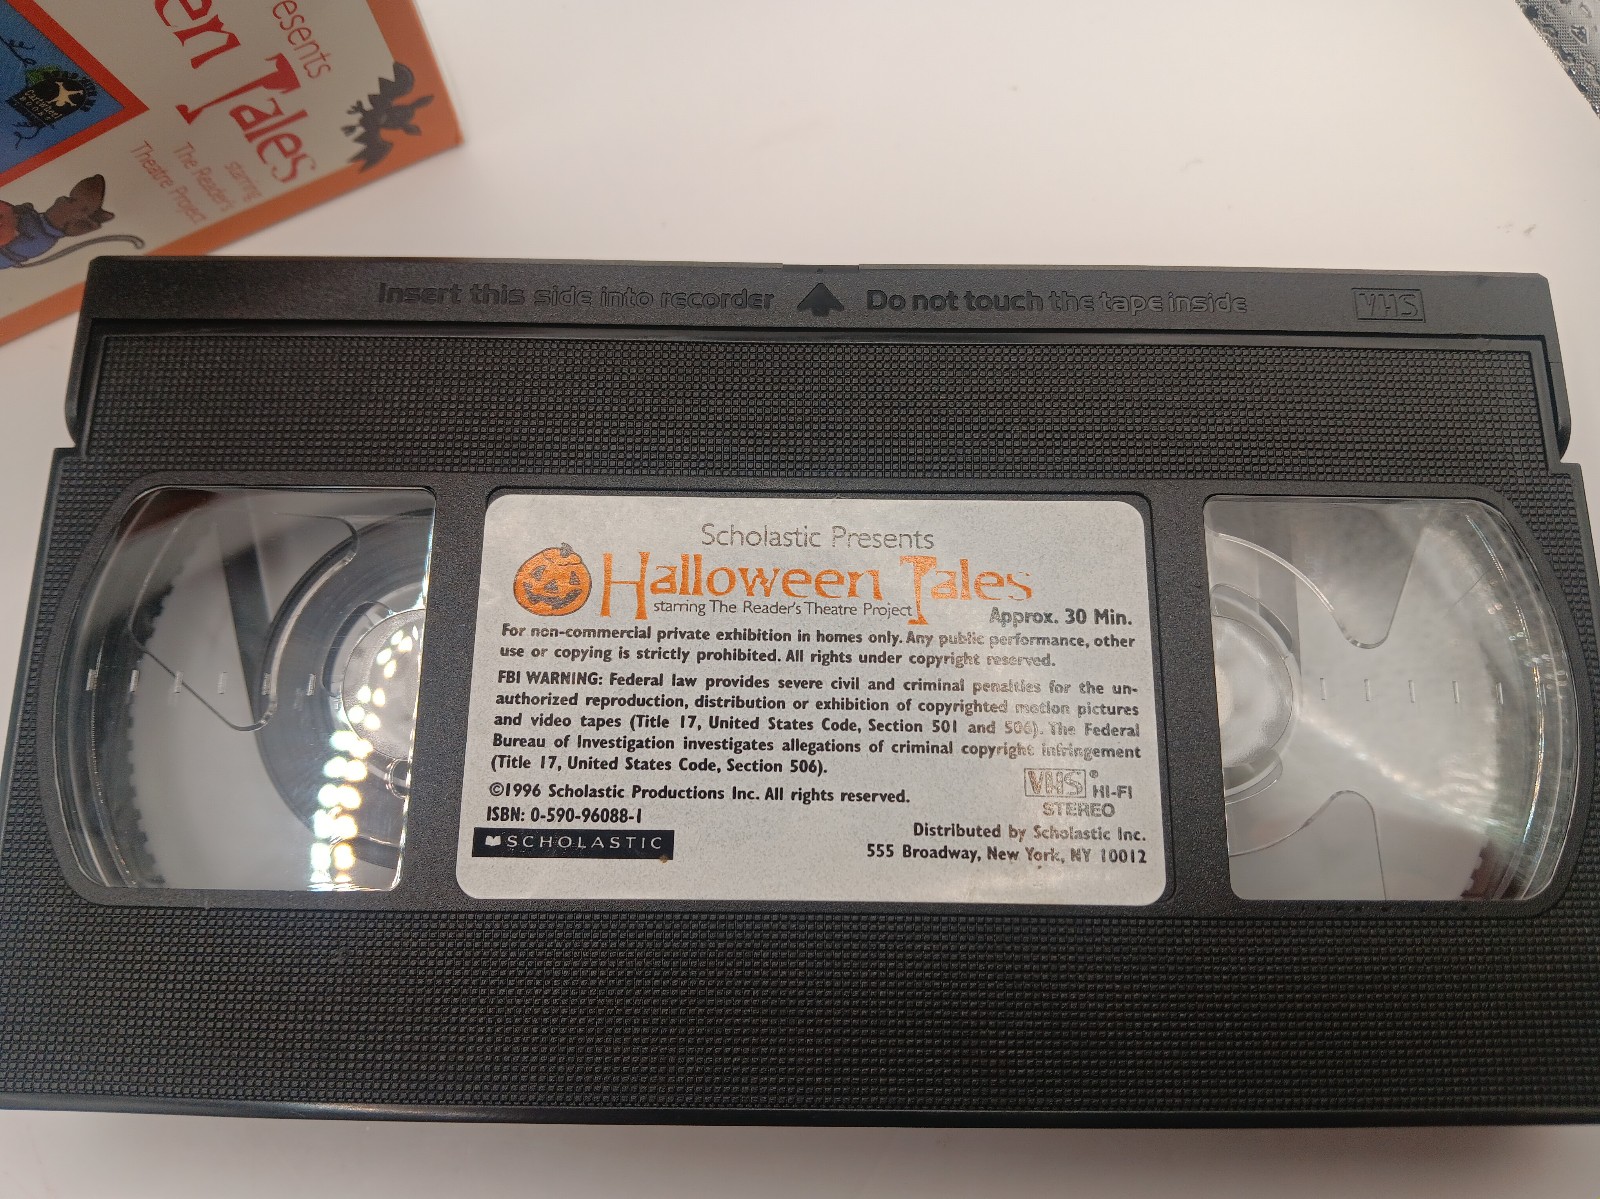 esents
en Tales
starring
The Reader's
Theatre Project
Cartwheel
BOOKS
Insert this side into recorder Do not touch the tape inside VHS
Scholastic Presents
Halloween Tales
starring The Reader's Theatre Project
Approx. 30 Min.
For non-commercial private exhibition in homes only. Any public performance, other
use or copying is strictly prohibited. All rights under copyright reserved.
FBI WARNING: Federal law provides severe civil and criminal penalties for the un-
authorized reproduction, distribution or exhibition of copyrighted motion pictures
and video tapes (Title 17, United States Code, Section 501 and 506). The Federal
Bureau of Investigation investigates allegations of criminal copyright infringement
(Title 17, United States Code, Section 506).
©1996 Scholastic Productions Inc. All rights reserved.
ISBN: 0-590-96088-1
SCHOLASTIC
VHS® HI-FI
STEREO
Distributed by Scholastic Inc.
555 Broadway, New York, NY 10012